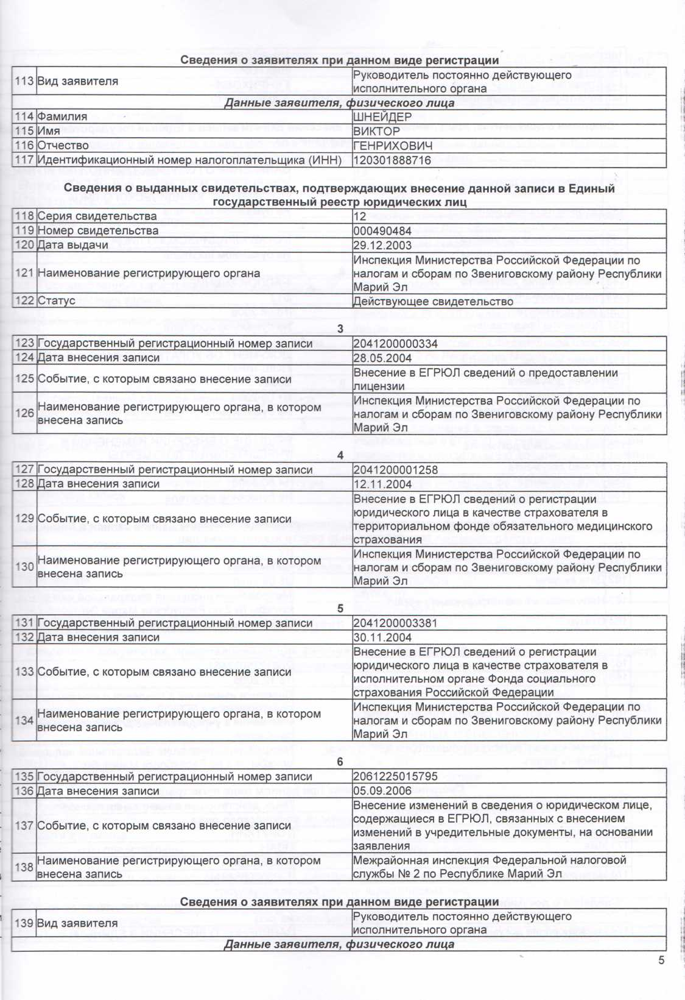 Сведения о заявителях при данном виде регистрации
113 Вид заявителя
Руководитель постоянно действующего
исполнительного органа
Данные заявителя, физического лица
114 Фамилия ШНЕЙДЕР
115 Имя ВИКТОР
116 Отчество ГЕНРИХОВИЧ
117 Идентификационный номер налогоплательщика (ИНН) 120301888716
Сведения о выданных свидетельствах, подтверждающих внесение данной записи в Единый
государственный реестр юридических лиц
118 Серия свидетельства 12
119 Номер свидетельства 000490484
120 Дата выдачи 29.12.2003
121 Наименование регистрирующего органа
Инспекция Министерства Российской Федерации по
налогам и сборам по Звениговскому району Республики
Марий Эл
122 Статус Действующее свидетельство
3
123 Государственный регистрационный номер записи 2041200000334
124 Дата внесения записи 28.05.2004
125 Событие, с которым связано внесение записи
Внесение в ЕГРЮЛ сведений о предоставлении
лицензии
126 Наименование регистрирующего органа, в котором
внесена запись
Инспекция Министерства Российской Федерации по
налогам и сборам по Звениговскому району Республики
Марий Эл
4
127 Государственный регистрационный номер записи 2041200001258
128 Дата внесения записи 12.11.2004
129 Событие, с которым связано внесение записи
Внесение в ЕГРЮЛ сведений о регистрации
юридического лица в качестве страхователя в
территориальном фонде обязательного медицинского
страхования
130 Наименование регистрирующего органа, в котором
внесена запись
Инспекция Министерства Российской Федерации по
налогам и сборам по Звениговскому району Республики
Марий Эл
5
131 Государственный регистрационный номер записи 2041200003381
132 Дата внесения записи 30.11.2004
133 Событие, с которым связано внесение записи
Внесение в ЕГРЮЛ сведений о регистрации
юридического лица в качестве страхователя в
исполнительном органе Фонда социального
страхования Российской Федерации
134 Наименование регистрирующего органа, в котором
внесена запись
Инспекция Министерства Российской Федерации по
налогам и сборам по Звениговскому району Республики
Марий Эл
6
135 Государственный регистрационный номер записи 2061225015795
136 Дата внесения записи 05.09.2006
137 Событие, с которым связано внесение записи
Внесение изменений в сведения о юридическом лице,
содержащиеся в ЕГРЮЛ, связанных с внесением
изменений в учредительные документы, на основании
заявления
138 Наименование регистрирующего органа, в котором
внесена запись
Межрайонная инспекция Федеральной налоговой
службы № 2 по Республике Марий Эл
Сведения о заявителях при данном виде регистрации
139 Вид заявителя
Руководитель постоянно действующего
исполнительного органа
Данные заявителя, физического лица
5